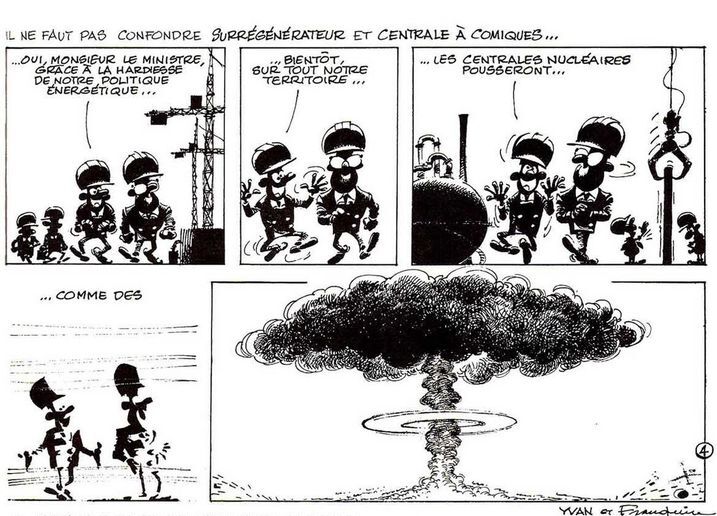 IL NE FAUT PAS CONFONDRE SURRÉGÉNÉRATEUR ET CENTRALE À COMIQUES...
...OUI, MONSIEUR LE MINISTRE,
GRÂCE À LA HARDIESSE
DE NOTRE POLITIQUE
ÉNERGÉTIQUE...
...BIENTÔT,
SUR TOUT NOTRE
TERRITOIRE...
...LES CENTRALES NUCLÉAIRES
POUSSERONT...
...COMME DES
4
YVAN et Franquin